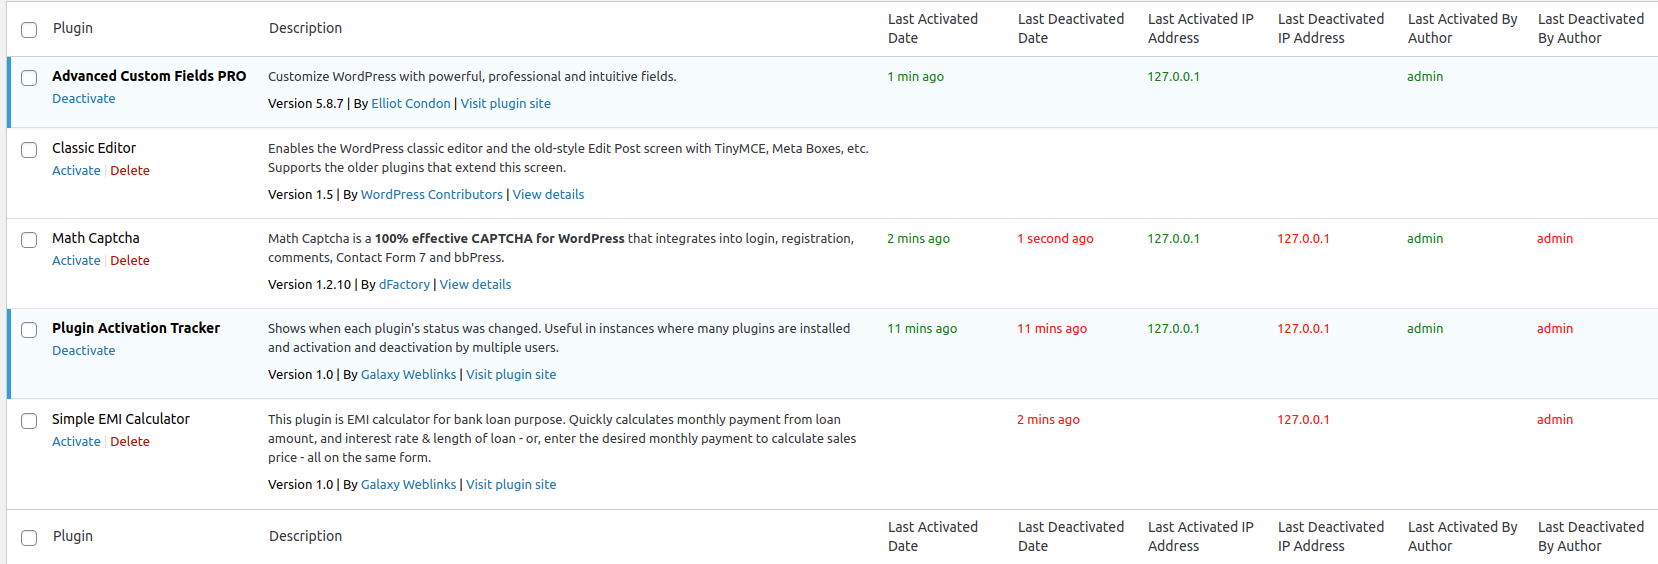 Plugin Description Last Activated Date Last Deactivated Date Last Activated IP Address Last Deactivated IP Address Last Activated By Author Last Deactivated By Author
Advanced Custom Fields PRO Customize WordPress with powerful, professional and intuitive fields. 1 min ago 127.0.0.1 admin
Deactivate Version 5.8.7 | By Elliot Condon | Visit plugin site
Classic Editor Enables the WordPress classic editor and the old-style Edit Post screen with TinyMCE, Meta Boxes, etc.
Activate | Delete Supports the older plugins that extend this screen.
Version 1.5 | By WordPress Contributors | View details
Math Captcha Math Captcha is a 100% effective CAPTCHA for WordPress that integrates into login, registration, 2 mins ago 1 second ago 127.0.0.1 127.0.0.1 admin admin
Activate | Delete comments, Contact Form 7 and bbPress.
Version 1.2.10 | By dFactory | View details
Plugin Activation Tracker Shows when each plugin's status was changed. Useful in instances where many plugins are installed 11 mins ago 11 mins ago 127.0.0.1 127.0.0.1 admin admin
Deactivate and activation and deactivation by multiple users.
Version 1.0 | By Galaxy Weblinks | Visit plugin site
Simple EMI Calculator This plugin is EMI calculator for bank loan purpose. Quickly calculates monthly payment from loan 2 mins ago 127.0.0.1 admin
Activate | Delete amount, and interest rate & length of loan - or, enter the desired monthly payment to calculate sales
price - all on the same form.
Version 1.0 | By Galaxy Weblinks | Visit plugin site
Plugin Description Last Activated Date Last Deactivated Date Last Activated IP Address Last Deactivated IP Address Last Activated By Author Last Deactivated By Author